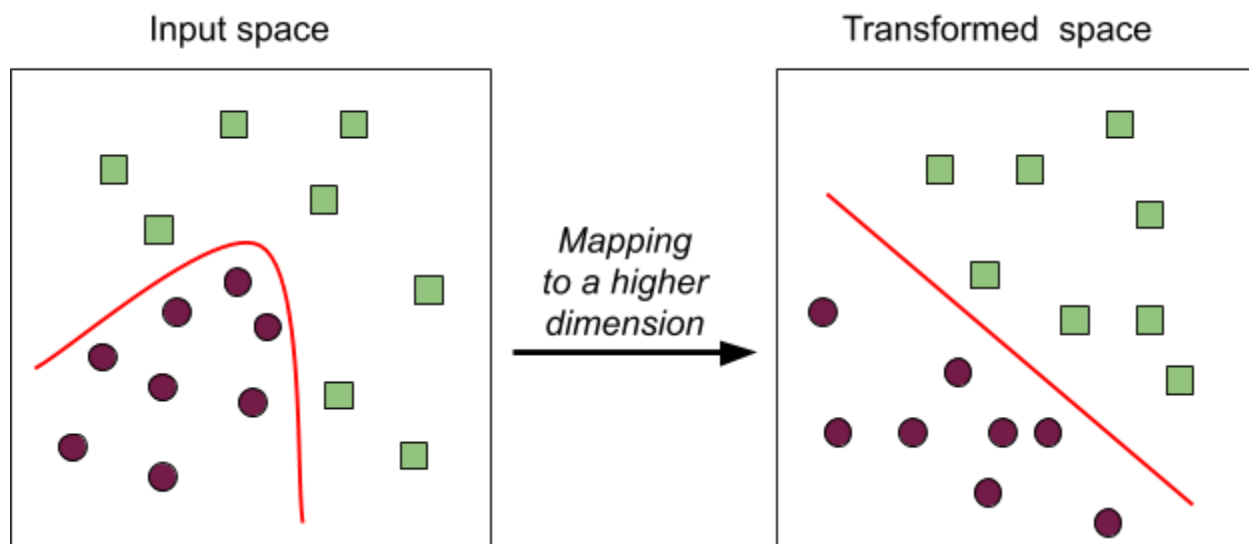 Input space
Transformed space
Mapping
to a higher
dimension